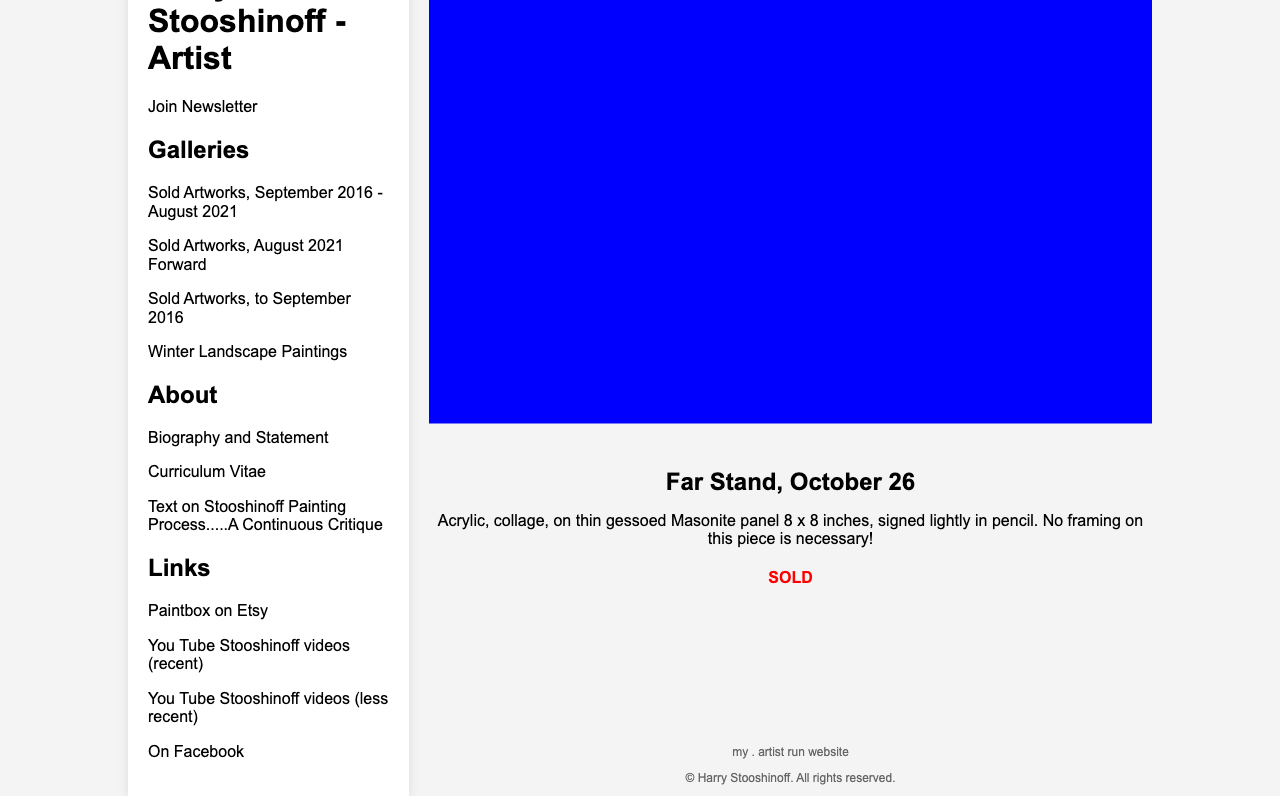 Stooshinoff -
Artist
Join Newsletter
Galleries
Sold Artworks, September 2016 -
August 2021
Sold Artworks, August 2021
Forward
Sold Artworks, to September
2016
Winter Landscape Paintings
About
Biography and Statement
Curriculum Vitae
Text on Stooshinoff Painting
Process.....A Continuous Critique
Links
Paintbox on Etsy
You Tube Stooshinoff videos
(recent)
You Tube Stooshinoff videos (less
recent)
On Facebook
Far Stand, October 26
Acrylic, collage, on thin gessoed Masonite panel 8 x 8 inches, signed lightly in pencil. No framing on
this piece is necessary!
SOLD
my . artist run website
© Harry Stooshinoff. All rights reserved.